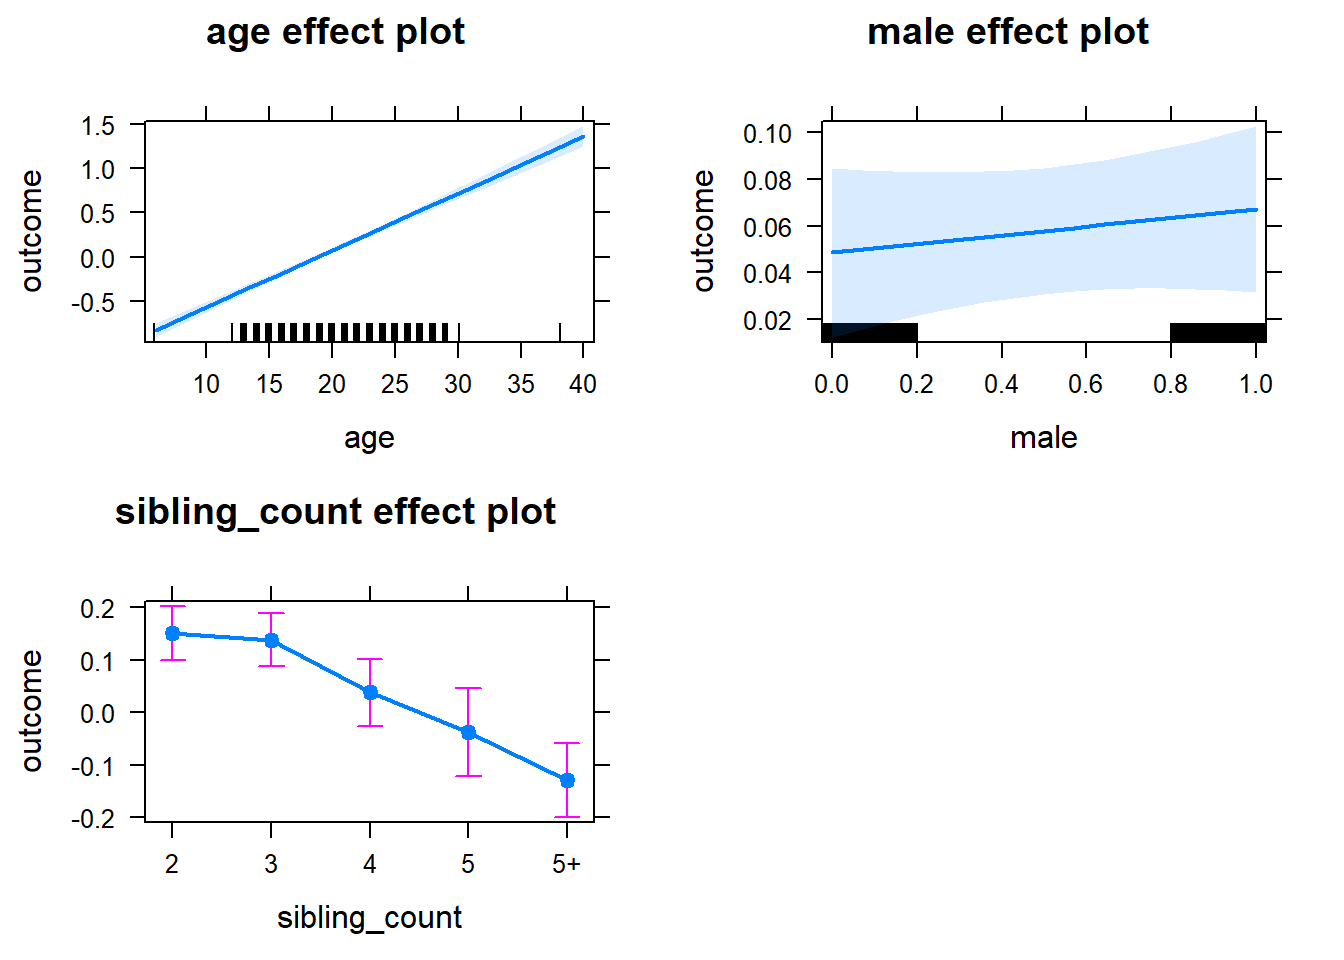 age effect plot
outcome
1.5
1.0
0.5
0.0
-0.5
10 15 20 25 30 35 40
age
male effect plot
outcome
0.10
0.08
0.06
0.04
0.02
0.0 0.2 0.4 0.6 0.8 1.0
male
sibling_count effect plot
outcome
0.2
0.1
0.0
-0.1
-0.2
2 3 4 5 5+
sibling_count